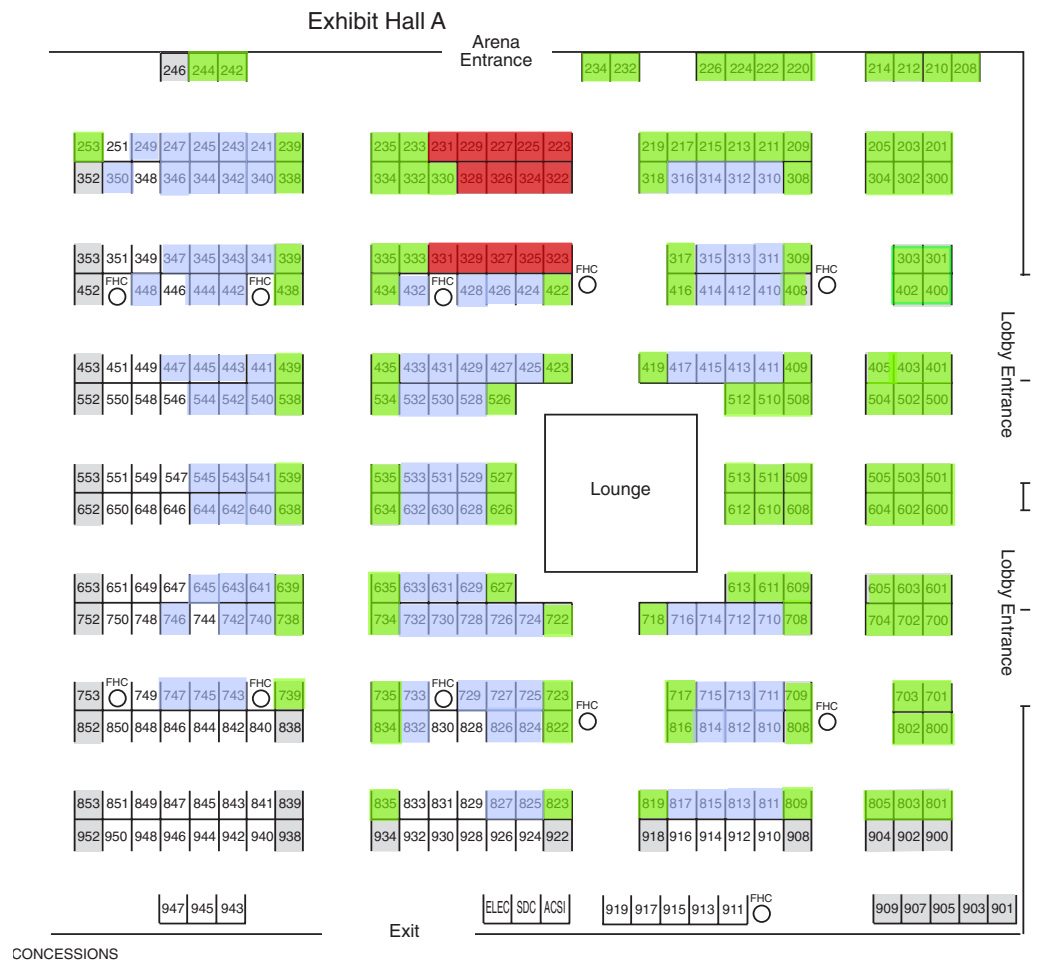 Exhibit Hall A
Arena
Entrance
246 244 242 234 232 226 224 222 220 214 212 210 208
253 251 249 247 245 243 241 239 235 233 231 229 227 225 223 219 217 215 213 211 209 205 203 201
352 350 348 346 344 342 340 338 334 332 330 328 326 324 322 318 316 314 312 310 308 304 302 300
353 351 349 347 345 343 341 339 335 333 331 329 327 325 323 317 315 313 311 309 303 301
FHC FHC FHC FHC FHC
452 448 446 444 442 438 434 432 428 426 424 422 416 414 412 410 408 402 400
Lobby Entrance
453 451 449 447 445 443 441 439 435 433 431 429 427 425 423 419 417 415 413 411 409 405 403 401
552 550 548 546 544 542 540 538 534 532 530 528 526 512 510 508 504 502 500
553 551 549 547 545 543 541 539 535 533 531 529 527 513 511 509 505 503 501
Lounge
652 650 648 646 644 642 640 638 634 632 630 628 626 612 610 608 604 602 600
Lobby Entrance
653 651 649 647 645 643 641 639 635 633 631 629 627 613 611 609 605 603 601
752 750 748 746 744 742 740 738 734 732 730 728 726 724 722 718 716 714 712 710 708 704 702 700
FHC FHC FHC
753 749 747 745 743 739 735 733 729 727 725 723 717 715 713 711 709 703 701
FHC FHC
852 850 848 846 844 842 840 838 834 832 830 828 826 824 822 816 814 812 810 808 802 800
853 851 849 847 845 843 841 839 835 833 831 829 827 825 823 819 817 815 813 811 809 805 803 801
952 950 948 946 944 942 940 938 934 932 930 928 926 924 922 918 916 914 912 910 908 904 902 900
947 945 943 ELEC SDC ACSI 919 917 915 913 911 FHC 909 907 905 903 901
Exit
CONCESSIONS